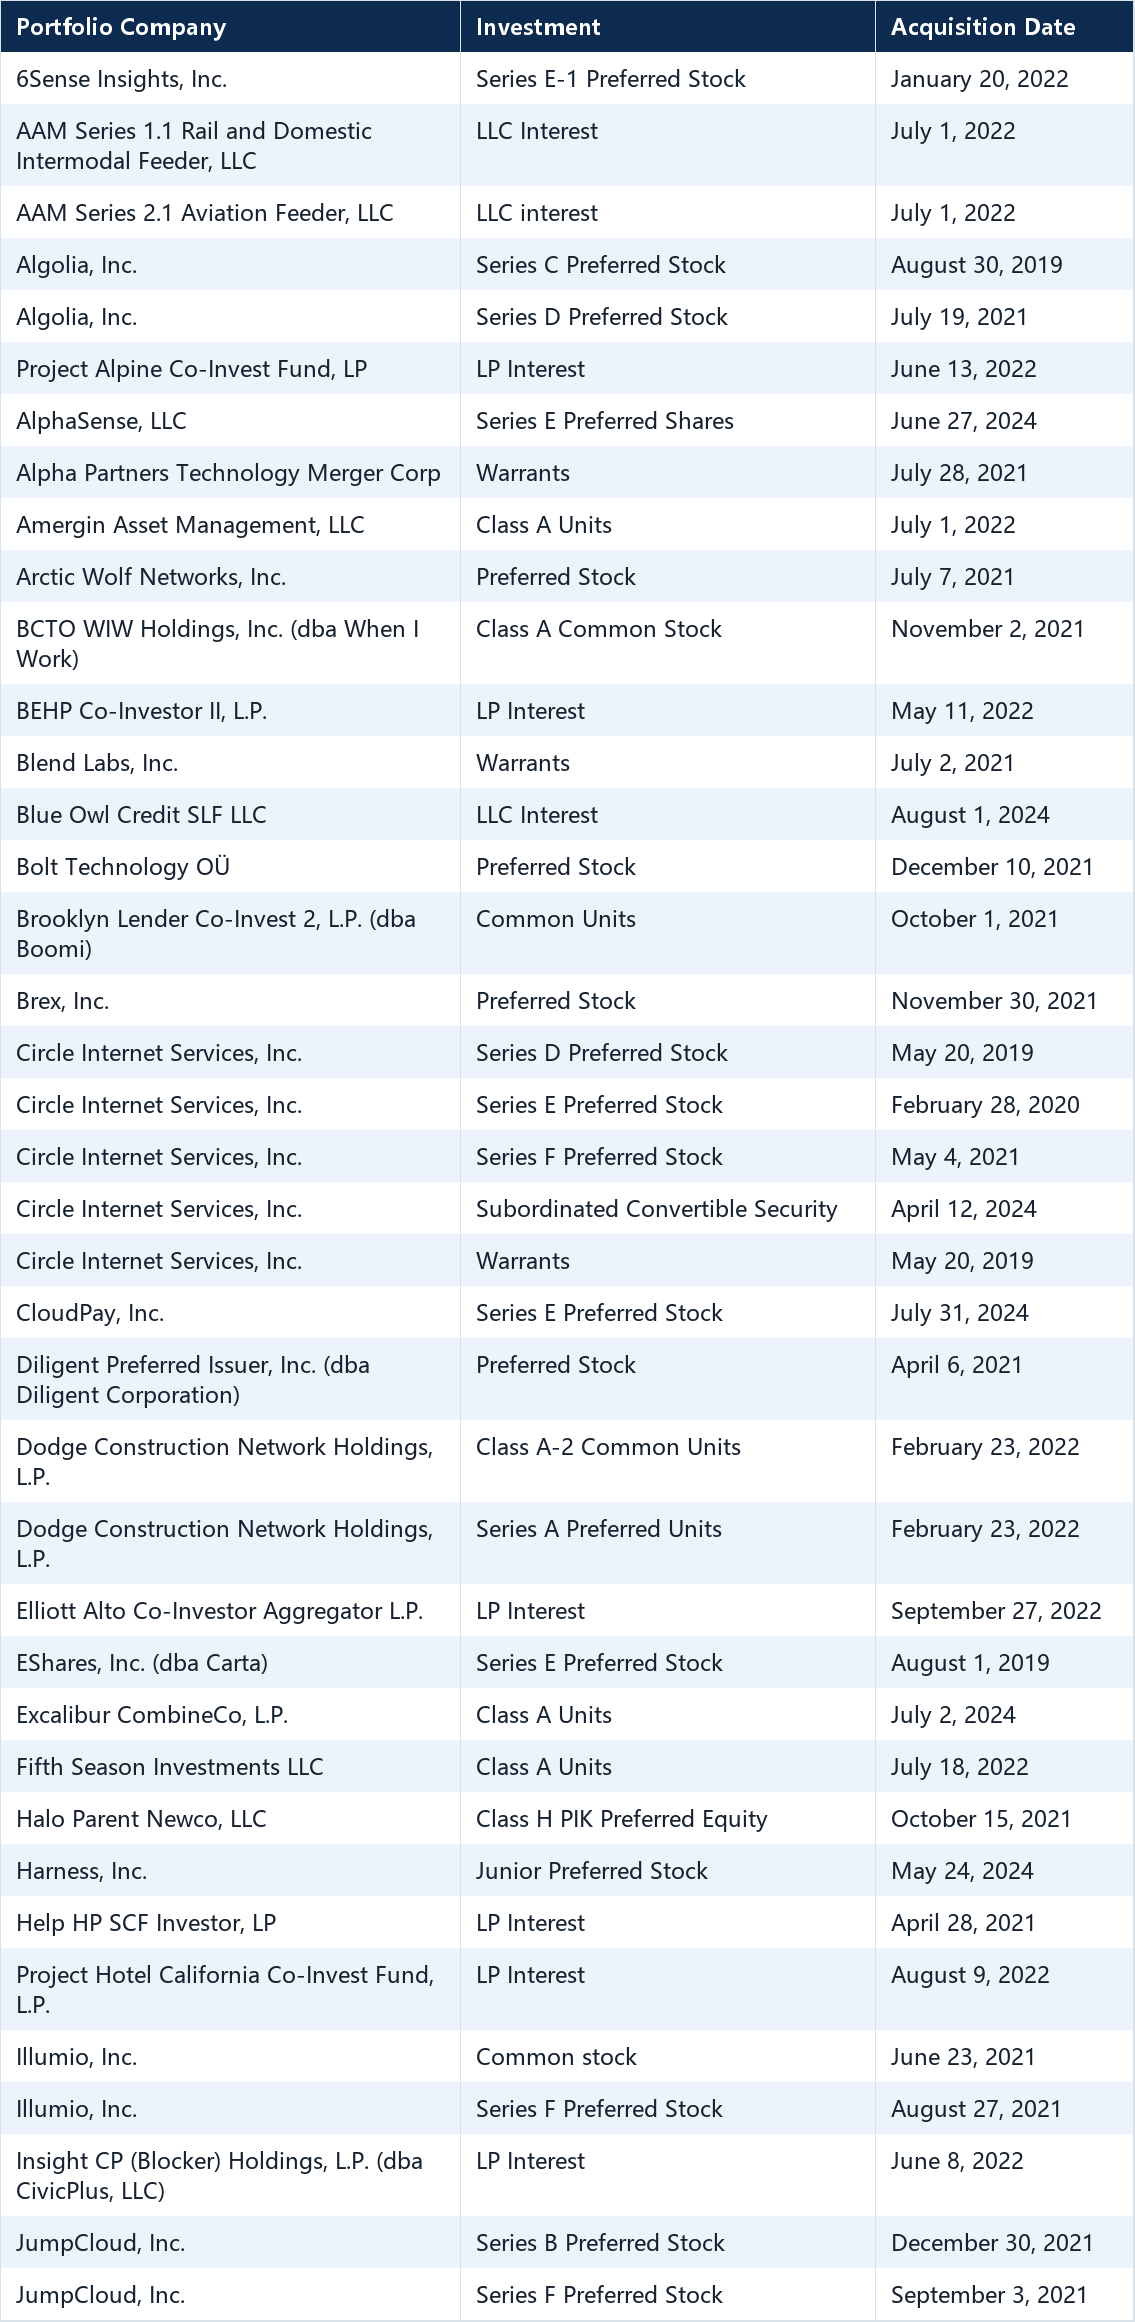 Portfolio Company Investment Acquisition Date
6Sense Insights, Inc. Series E-1 Preferred Stock January 20, 2022
AAM Series 1.1 Rail and Domestic LLC Interest July 1, 2022
Intermodal Feeder, LLC
AAM Series 2.1 Aviation Feeder, LLC LLC interest July 1, 2022
Algolia, Inc. Series C Preferred Stock August 30, 2019
Algolia, Inc. Series D Preferred Stock July 19, 2021
Project Alpine Co-Invest Fund, LP LP Interest June 13, 2022
AlphaSense, LLC Series E Preferred Shares June 27, 2024
Alpha Partners Technology Merger Corp Warrants July 28, 2021
Amergin Asset Management, LLC Class A Units July 1, 2022
Arctic Wolf Networks, Inc. Preferred Stock July 7, 2021
BCTO WIW Holdings, Inc. (dba When I Class A Common Stock November 2, 2021
Work)
BEHP Co-Investor II, L.P. LP Interest May 11, 2022
Blend Labs, Inc. Warrants July 2, 2021
Blue Owl Credit SLF LLC LLC Interest August 1, 2024
Bolt Technology OÜ Preferred Stock December 10, 2021
Brooklyn Lender Co-Invest 2, L.P. (dba Common Units October 1, 2021
Boomi)
Brex, Inc. Preferred Stock November 30, 2021
Circle Internet Services, Inc. Series D Preferred Stock May 20, 2019
Circle Internet Services, Inc. Series E Preferred Stock February 28, 2020
Circle Internet Services, Inc. Series F Preferred Stock May 4, 2021
Circle Internet Services, Inc. Subordinated Convertible Security April 12, 2024
Circle Internet Services, Inc. Warrants May 20, 2019
CloudPay, Inc. Series E Preferred Stock July 31, 2024
Diligent Preferred Issuer, Inc. (dba Preferred Stock April 6, 2021
Diligent Corporation)
Dodge Construction Network Holdings, Class A-2 Common Units February 23, 2022
L.P.
Dodge Construction Network Holdings, Series A Preferred Units February 23, 2022
L.P.
Elliott Alto Co-Investor Aggregator L.P. LP Interest September 27, 2022
EShares, Inc. (dba Carta) Series E Preferred Stock August 1, 2019
Excalibur CombineCo, L.P. Class A Units July 2, 2024
Fifth Season Investments LLC Class A Units July 18, 2022
Halo Parent Newco, LLC Class H PIK Preferred Equity October 15, 2021
Harness, Inc. Junior Preferred Stock May 24, 2024
Help HP SCF Investor, LP LP Interest April 28, 2021
Project Hotel California Co-Invest Fund, LP Interest August 9, 2022
L.P.
Illumio, Inc. Common stock June 23, 2021
Illumio, Inc. Series F Preferred Stock August 27, 2021
Insight CP (Blocker) Holdings, L.P. (dba LP Interest June 8, 2022
CivicPlus, LLC)
JumpCloud, Inc. Series B Preferred Stock December 30, 2021
JumpCloud, Inc. Series F Preferred Stock September 3, 2021